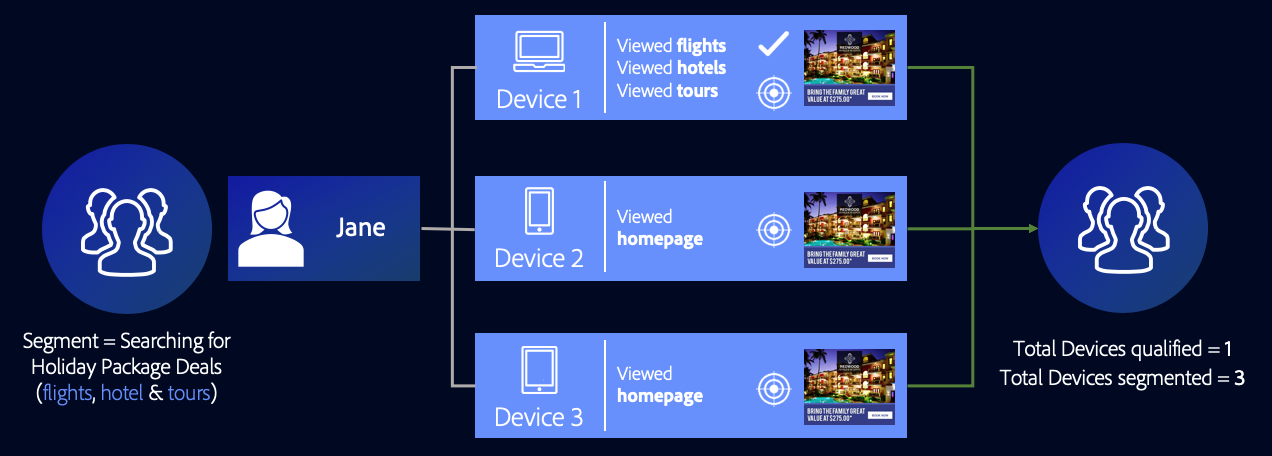 Segment = Searching for
Holiday Package Deals
(flights, hotel & tours)
Jane
Device 1
Viewed flights
Viewed hotels
Viewed tours
REDWOOD
BRING THE FAMILY GREAT
VALUE AT $275.00*
BOOK NOW
Device 2
Viewed
homepage
REDWOOD
BRING THE FAMILY GREAT
VALUE AT $275.00*
BOOK NOW
Device 3
Viewed
homepage
REDWOOD
BRING THE FAMILY GREAT
VALUE AT $275.00*
BOOK NOW
Total Devices qualified = 1
Total Devices segmented = 3